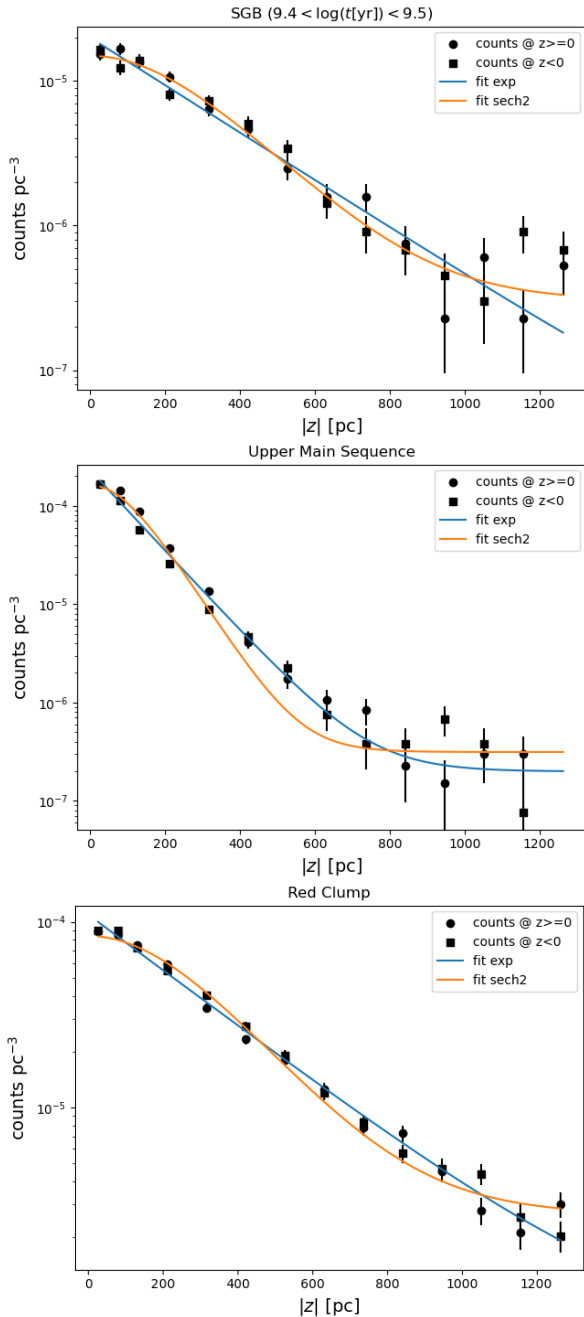 SGB (9.4 < log(t[yr]) < 9.5)
counts @ z>=0
counts @ z<0
fit exp
fit sech2
counts pc⁻³
10⁻⁵
10⁻⁶
10⁻⁷
0 200 400 600 800 1000 1200
|z| [pc]
Upper Main Sequence
counts @ z>=0
counts @ z<0
fit exp
fit sech2
counts pc⁻³
10⁻⁴
10⁻⁵
10⁻⁶
10⁻⁷
0 200 400 600 800 1000 1200
|z| [pc]
Red Clump
counts @ z>=0
counts @ z<0
fit exp
fit sech2
counts pc⁻³
10⁻⁴
10⁻⁵
0 200 400 600 800 1000 1200
|z| [pc]